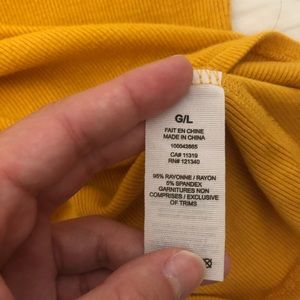 G/L
FAIT EN CHINE
MADE IN CHINA
100043865
CA# 11319
RN# 121340
95% RAYONNE / RAYON
5% SPANDEX
GARNITURES NON
COMPRISES / EXCLUSIVE
OF TRIMS